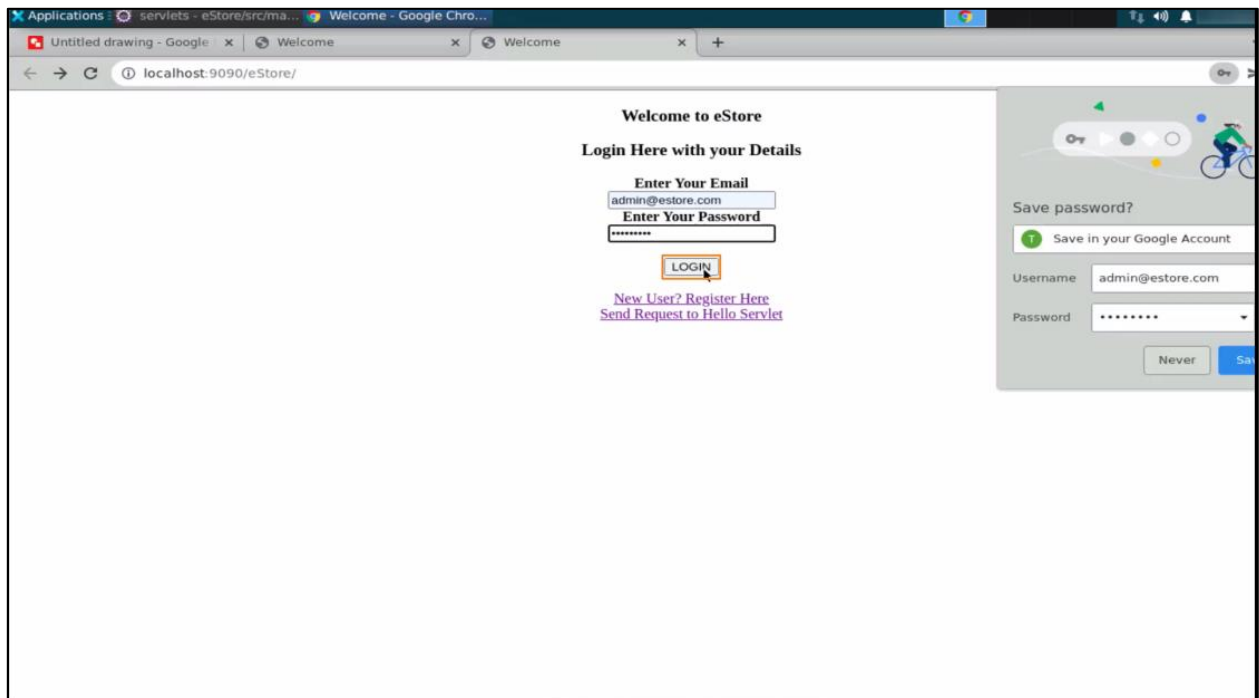 Applications servlets - eStore/src/ma... Welcome - Google Chro...
Untitled drawing - Google Welcome Welcome
localhost:9090/eStore/
Welcome to eStore
Login Here with your Details
Enter Your Email
admin@estore.com
Enter Your Password
•••••••••
LOGIN
New User? Register Here
Send Request to Hello Servlet
Save password?
T Save in your Google Account
Username admin@estore.com
Password ••••••••
Never Sa